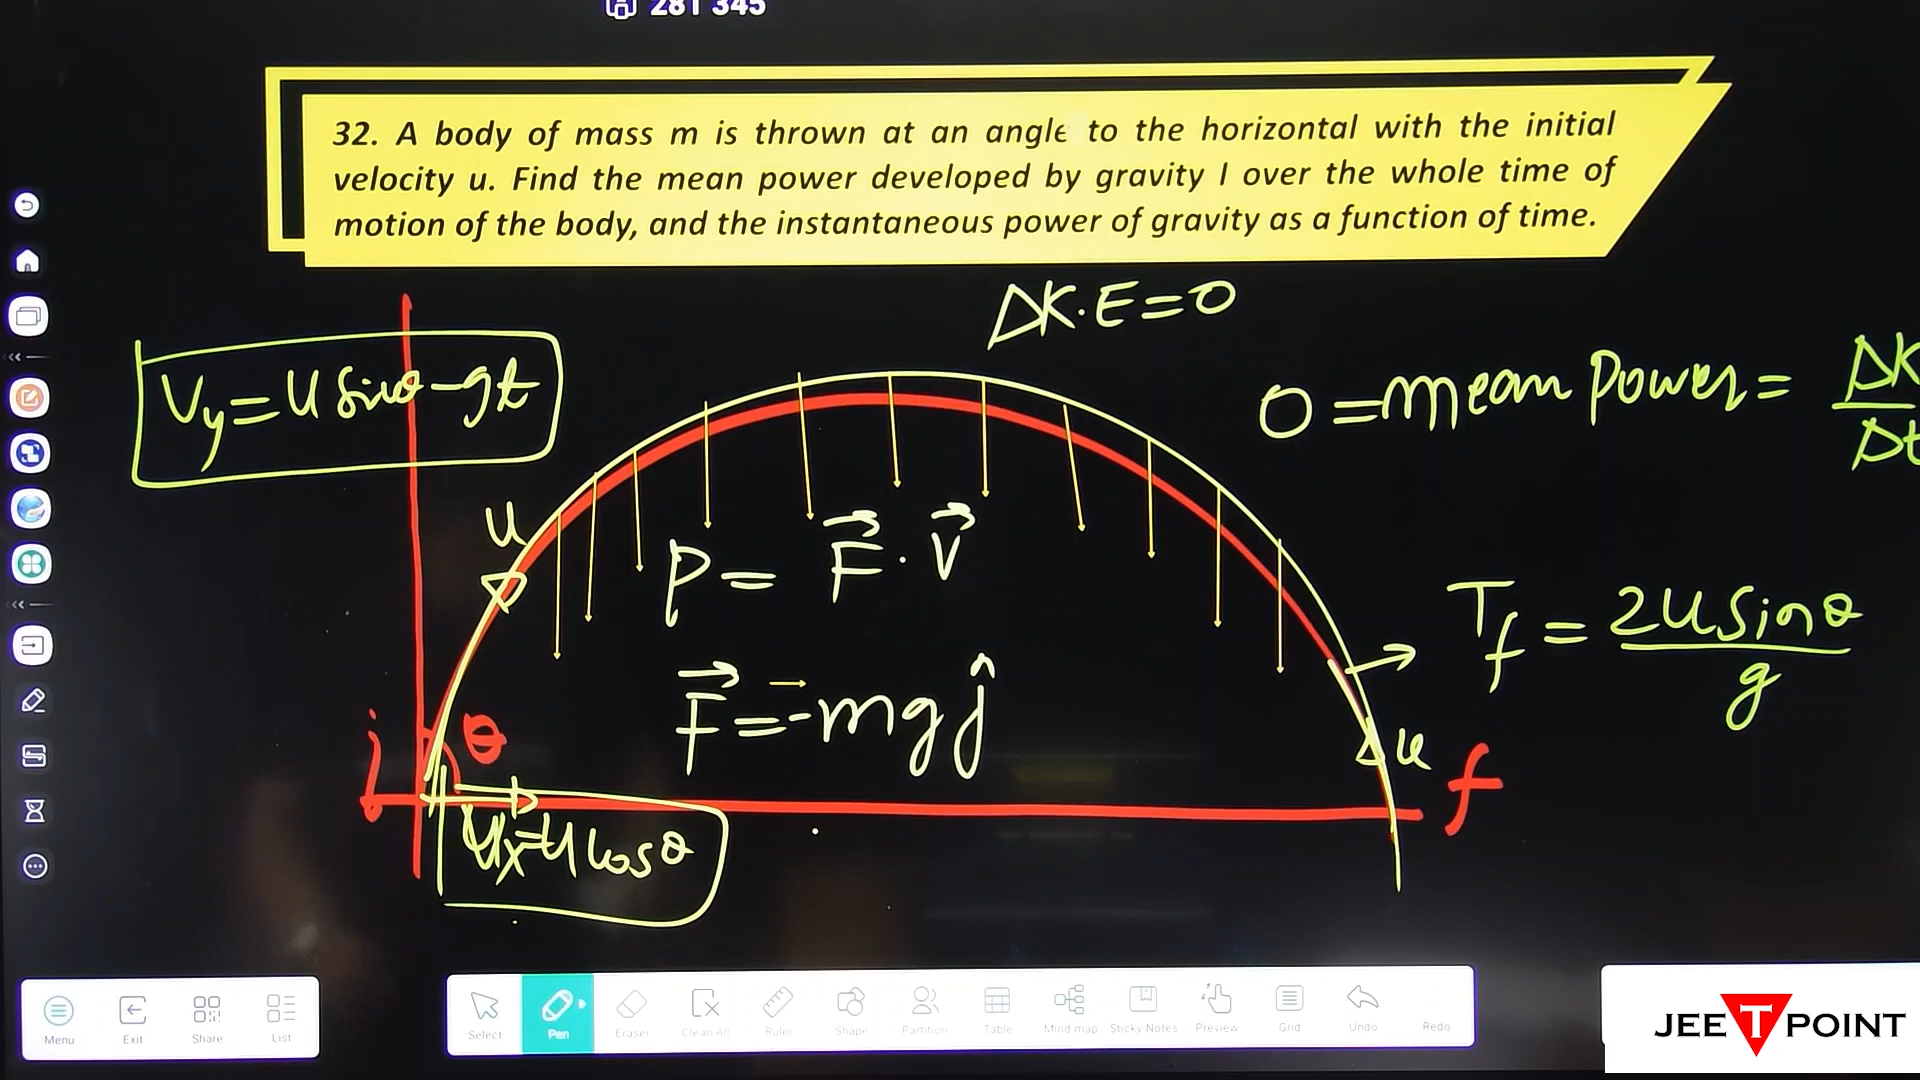 281 345
32. A body of mass m is thrown at an angle to the horizontal with the initial
velocity u. Find the mean power developed by gravity l over the whole time of
motion of the body, and the instantaneous power of gravity as a function of time.
ΔK.E=0
Vy=u sinθ-gt
0=mean Power= ΔK/Δt
u
P= F⃗.V⃗
Tf = 2u sinθ/g
F⃗=-mgĵ
i
θ
u
f
ux=u cosθ
Menu
Exit
Share
List
Select
Pen
Eraser
Clean All
Ruler
Shape
Partition
Table
Mind map
Sticky-Notes
Preview
Grid
Undo
Redo
JEE T POINT